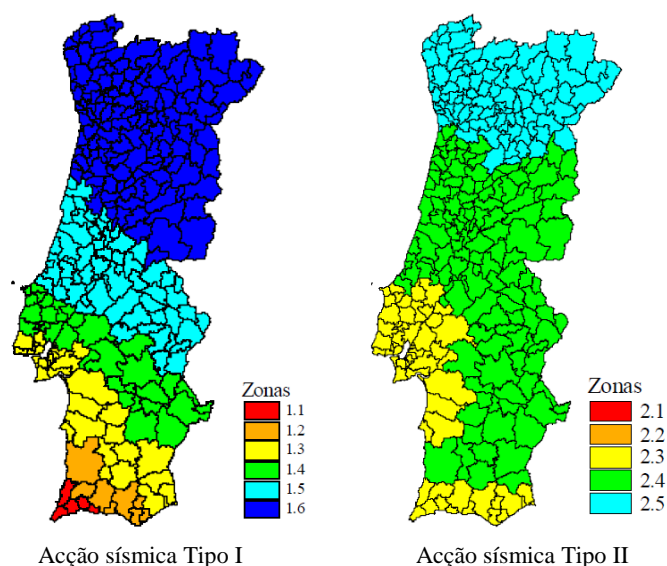 Zonas
1.1
1.2
1.3
1.4
1.5
1.6
Zonas
2.1
2.2
2.3
2.4
2.5
Acção sísmica Tipo I
Acção sísmica Tipo II